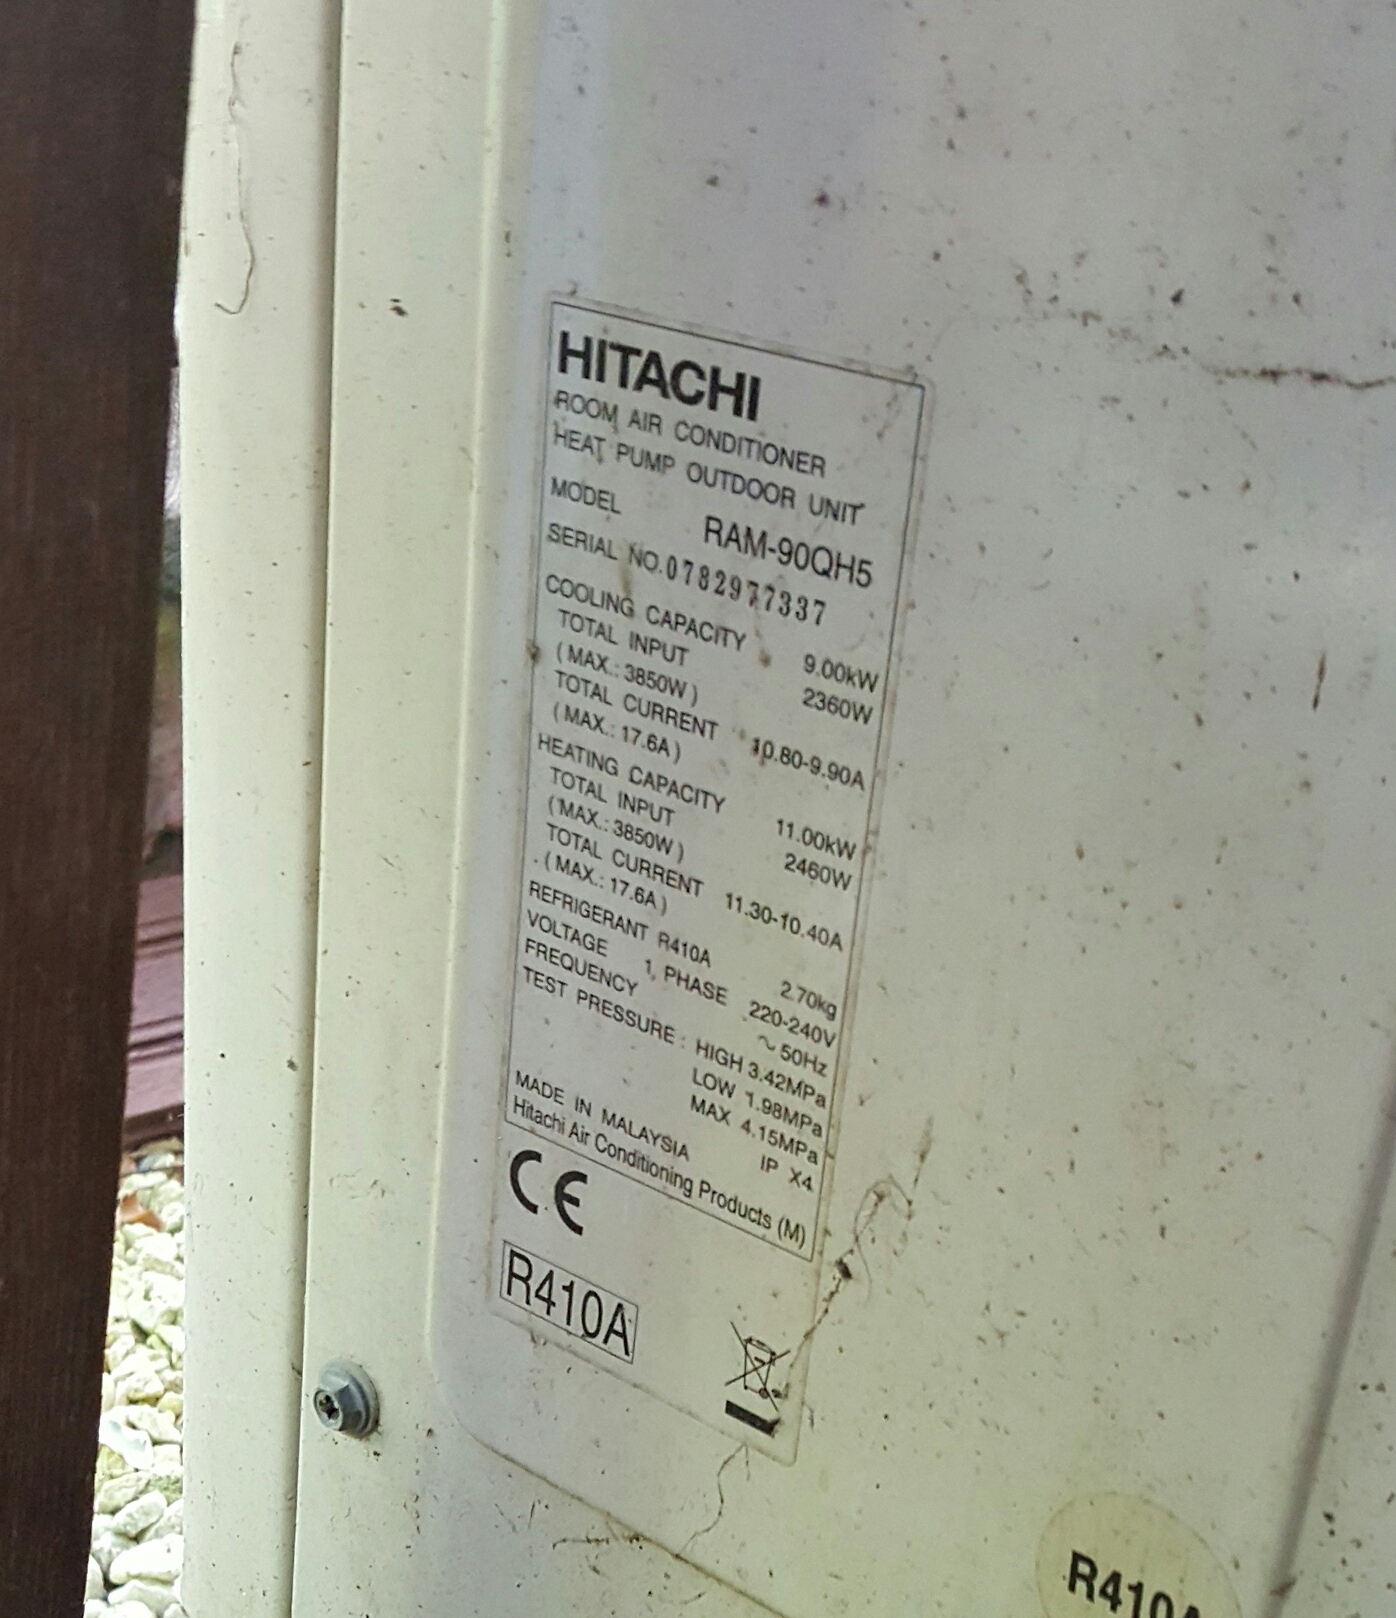 HITACHI
ROOM AIR CONDITIONER
HEAT PUMP OUTDOOR UNIT
MODEL RAM-90QH5
SERIAL NO. 0782977337
COOLING CAPACITY 9.00kW
TOTAL INPUT 2360W
(MAX.: 3850W)
TOTAL CURRENT 10.80-9.90A
(MAX.: 17.6A)
HEATING CAPACITY 11.00kW
TOTAL INPUT 2460W
(MAX.: 3850W)
TOTAL CURRENT 11.30-10.40A
(MAX.: 17.6A)
REFRIGERANT R410A 2.70kg
VOLTAGE 1, PHASE 220-240V
FREQUENCY ~ 50Hz
TEST PRESSURE : HIGH 3.42MPa
LOW 1.98MPa
MAX 4.15MPa
IP X4
MADE IN MALAYSIA
Hitachi Air Conditioning Products (M)
CE
R410A
R410A